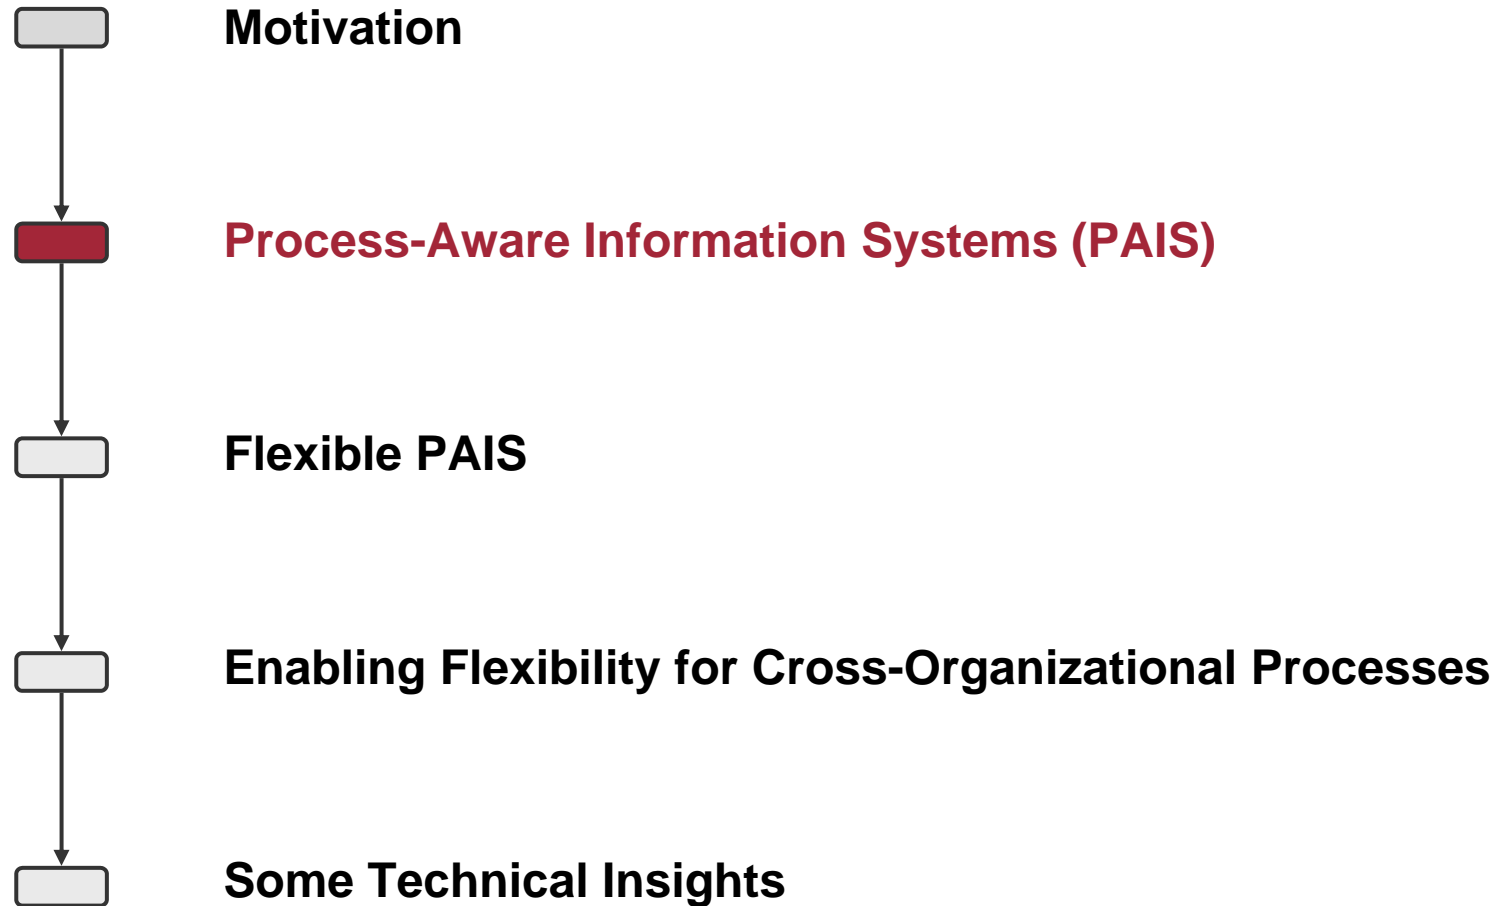 Motivation
Process-Aware Information Systems (PAIS)
Flexible PAIS
Enabling Flexibility for Cross-Organizational Processes
Some Technical Insights